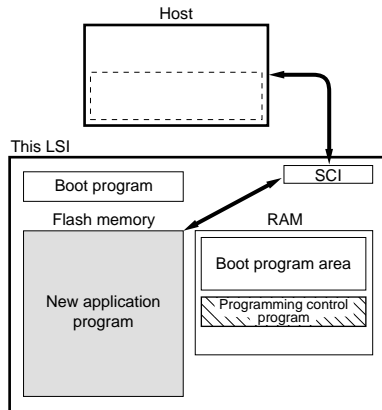 Host
This LSI
SCI
Boot program
Flash memory
RAM
Boot program area
New application
program
Programming control
program